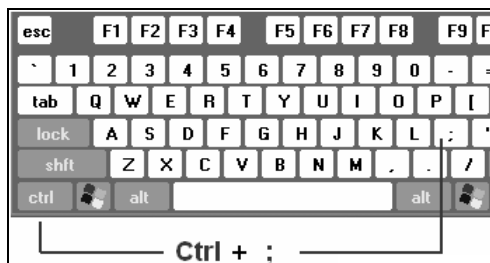 esc F1 F2 F3 F4 F5 F6 F7 F8 F9 F
` 1 2 3 4 5 6 7 8 9 0 - =
tab Q W E R T Y U I O P [
lock A S D F G H J K L ; '
shft Z X C V B N M , . /
ctrl alt alt
Ctrl + ;